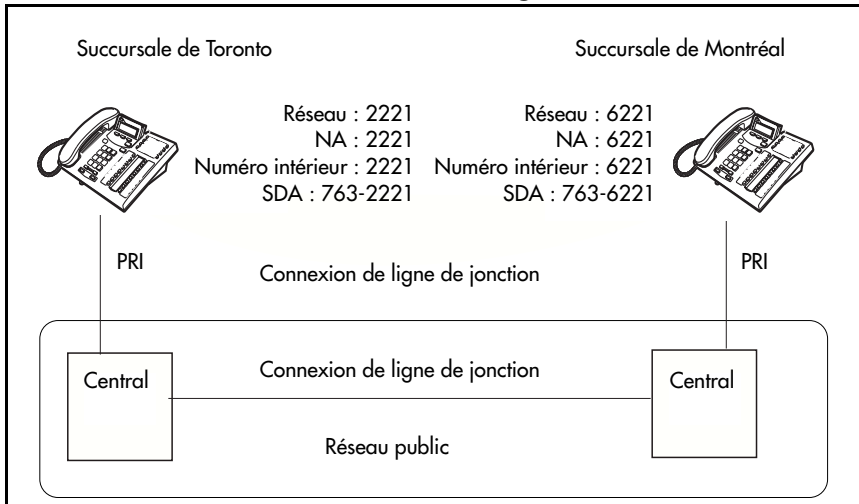 Succursale de Toronto
Succursale de Montréal
Réseau : 2221
NA : 2221
Numéro intérieur : 2221
SDA : 763-2221
Réseau : 6221
NA : 6221
Numéro intérieur : 6221
SDA : 763-6221
PRI
Connexion de ligne de jonction
PRI
Central
Connexion de ligne de jonction
Central
Réseau public